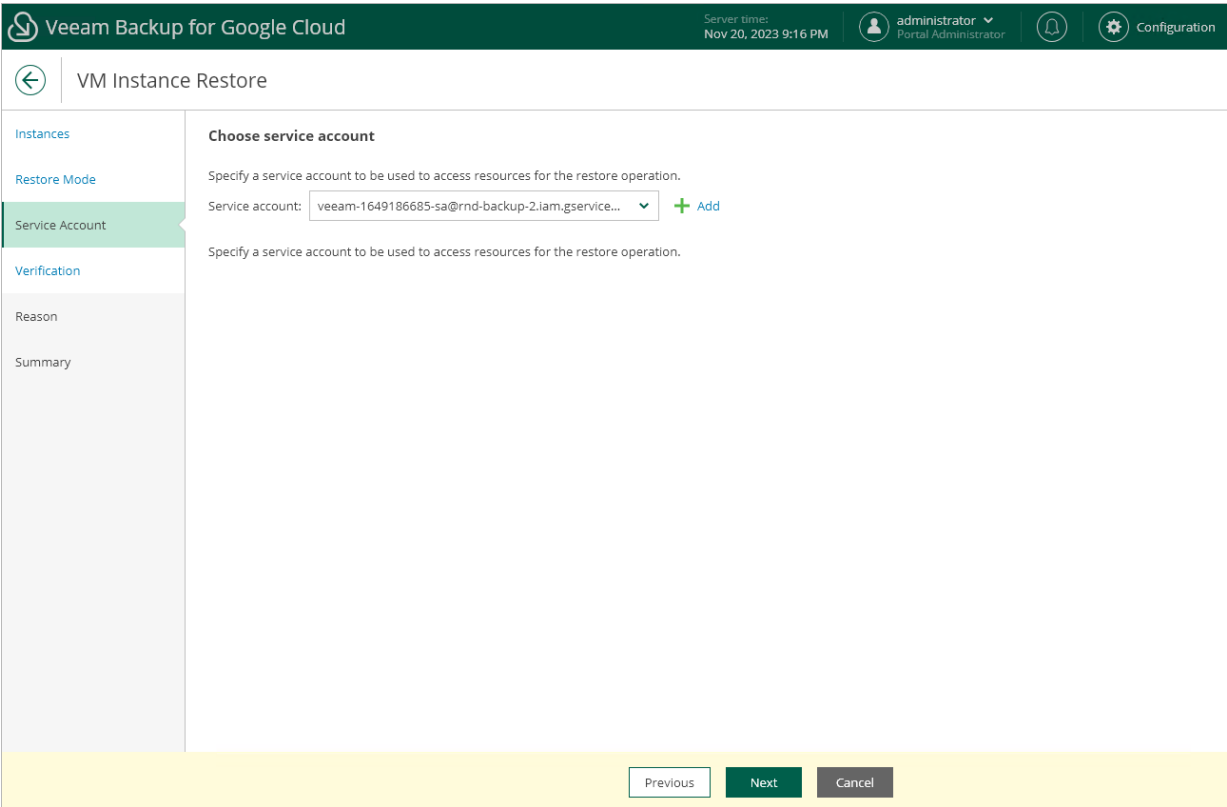 Veeam Backup for Google Cloud
Server time:
Nov 20, 2023 9:16 PM
administrator
Portal Administrator
Configuration
VM Instance Restore
Instances
Restore Mode
Service Account
Verification
Reason
Summary
Choose service account
Specify a service account to be used to access resources for the restore operation.
Service account: veeam-1649186685-sa@rnd-backup-2.iam.gservice... Add
Specify a service account to be used to access resources for the restore operation.
Previous Next Cancel